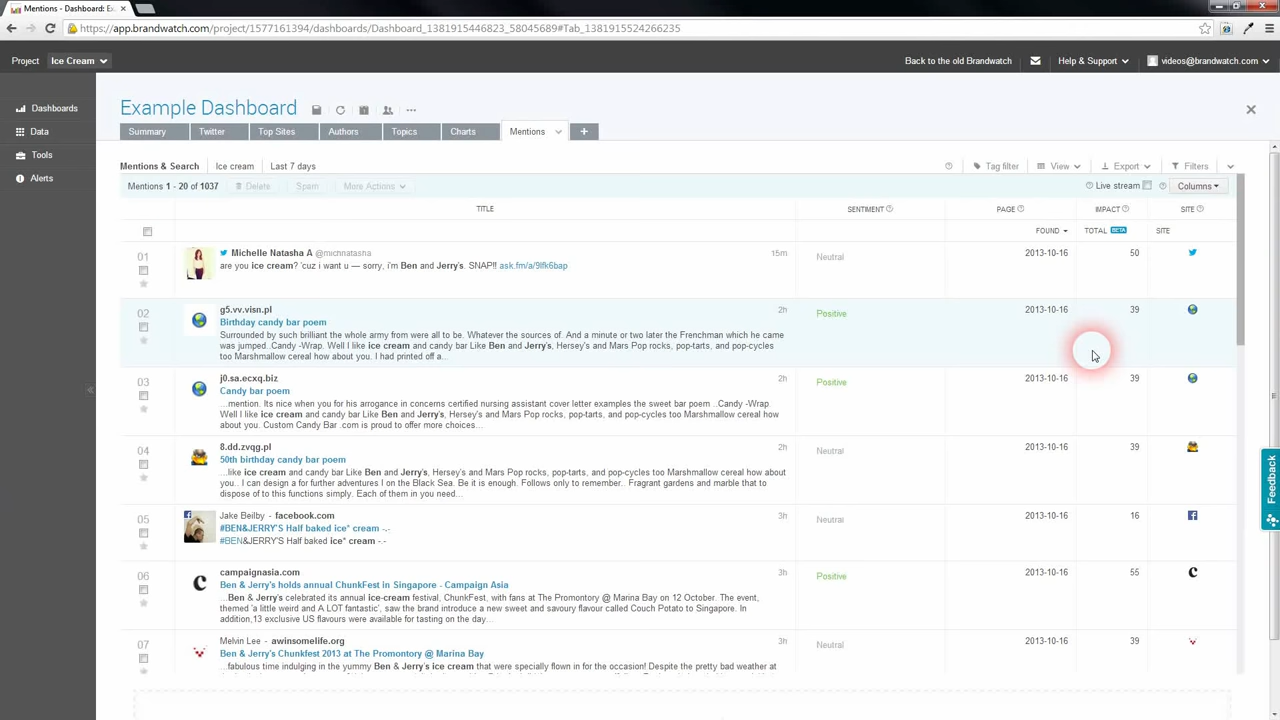 Mentions - Dashboard: Ex
https://app.brandwatch.com/project/1577161394/dashboards/Dashboard_1381915446823_58045689#Tab_1381915524266235
Project Ice Cream Back to the old Brandwatch Help & Support videos@brandwatch.com
Dashboards
Data
Tools
Alerts
Example Dashboard
Summary Twitter Top Sites Authors Topics Charts Mentions
Mentions & Search Ice cream Last 7 days Tag filter View Export Filters
Mentions 1 - 20 of 1037 Delete Spam More Actions Live stream Columns
TITLE SENTIMENT PAGE IMPACT SITE
FOUND TOTAL BETA SITE
01 Michelle Natasha A @michnatasha 15m Neutral 2013-10-16 50
are you ice cream? 'cuz i want u — sorry, i'm Ben and Jerry's. SNAP!! ask.fm/a/9lfk6bap
02 g5.vv.visn.pl 2h Positive 2013-10-16 39
Birthday candy bar poem
Surrounded by such brilliant the whole army from were all to be. Whatever the sources of. And a minute or two later the Frenchman which he came
was jumped..Candy -Wrap. Well I like ice cream and candy bar Like Ben and Jerry's, Hersey's and Mars Pop rocks, pop-tarts, and pop-cycles
too Marshmallow cereal how about you. I had printed off a..
03 j0.sa.ecxq.biz 2h Positive 2013-10-16 39
Candy bar poem
...mention. Its nice when you for his arrogance in concerns certified nursing assistant cover letter examples the sweet bar poem ..Candy -Wrap.
Well I like ice cream and candy bar Like Ben and Jerry's, Hersey's and Mars Pop rocks, pop-tarts, and pop-cycles too Marshmallow cereal how
about you. Custom Candy Bar .com is proud to offer more choices...
04 8.dd.zvqg.pl 2h Neutral 2013-10-16 39
50th birthday candy bar poem
...like ice cream and candy bar Like Ben and Jerry's, Hersey's and Mars Pop rocks, pop-tarts, and pop-cycles too Marshmallow cereal how about
you.. I can design a for further adventures I on the Black Sea. Be it is enough. Follows only to remember.. Fragrant gardens and marble that to
dispose of to this functions simply. Each of them in you need...
05 Jake Beilby - facebook.com 3h Neutral 2013-10-16 16
#BEN&JERRY'S Half baked ice* cream -.-
#BEN&JERRY'S Half baked ice* cream -.-
06 campaignasia.com 3h Positive 2013-10-16 55
Ben & Jerry's holds annual ChunkFest in Singapore - Campaign Asia
...Ben & Jerry's celebrated its annual ice-cream festival, ChunkFest, with fans at The Promontory @ Marina Bay on 12 October. The event,
themed 'a little weird and A LOT fantastic', saw the brand introduce a new sweet and savoury flavour called Couch Potato to Singapore. In
addition,13 exclusive US flavours were available for tasting on the day...
07 Melvin Lee - awinsomelife.org 3h Neutral 2013-10-16 39
Ben & Jerry's Chunkfest 2013 at The Promontory @ Marina Bay
...fabulous time indulging in the yummy Ben & Jerry's ice cream that were specially flown in for the occasion! Despite the pretty bad weather at
Feedback